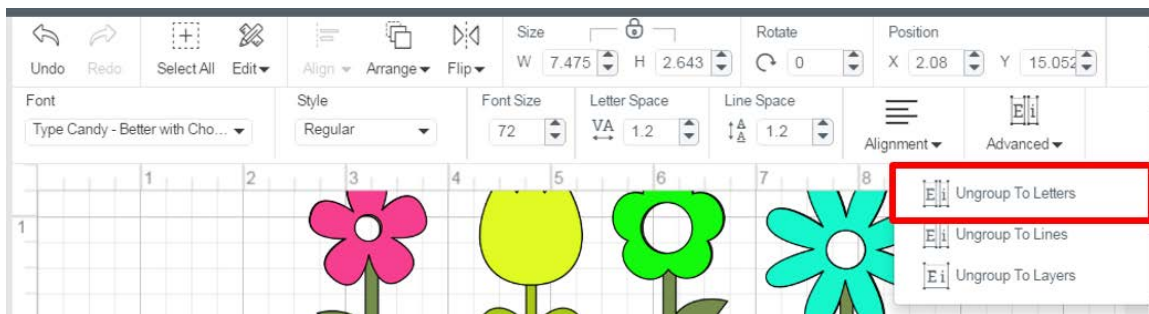 Size Rotate Position
Undo Redo Select All Edit Align Arrange Flip W 7.475 H 2.643 0 X 2.08 Y 15.052
Font Style Font Size Letter Space Line Space
Type Candy - Better with Cho... Regular 72 VA 1.2 A A 1.2 Alignment Advanced
1 2 3 4 5 6 7 8
Ei Ungroup To Letters
1
Ei Ungroup To Lines
Ei Ungroup To Layers